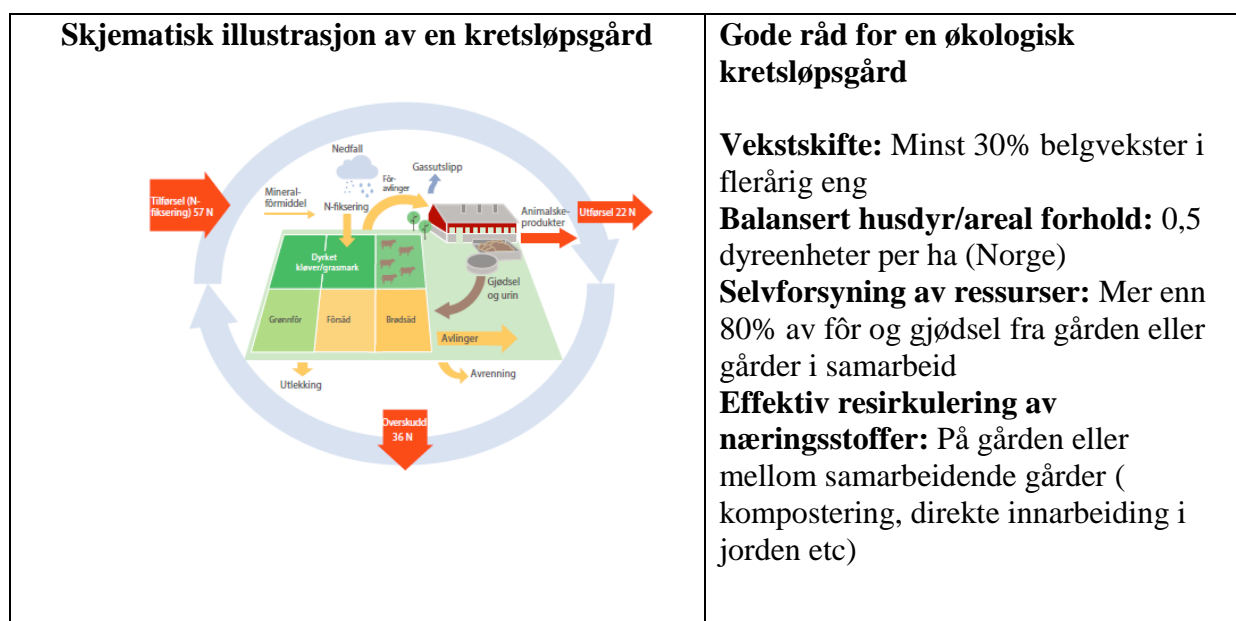 Skjematisk illustrasjon av en kretsløpsgård
Nedfall
Gassutslipp
Fôr-
avlinger
Tilførsel (N-
fiksering) 57 N
Mineral-
fôrmiddel
N-fiksering
Animalske-
produkter
Utførsel 22 N
Dyrket
kløver/grasmark
Gjødsel
og urin
Grønnfôr
Fôrsäd
Brødsäd
Avlinger
Utlekking
Avrenning
Overskudd
36 N
Gode råd for en økologisk
kretsløpsgård
Vekstskifte: Minst 30% belgvekster i
flerårig eng
Balansert husdyr/areal forhold: 0,5
dyreenheter per ha (Norge)
Selvforsyning av ressurser: Mer enn
80% av fôr og gjødsel fra gården eller
gårder i samarbeid
Effektiv resirkulering av
næringsstoffer: På gården eller
mellom samarbeidende gårder (
kompostering, direkte innarbeiding i
jorden etc)